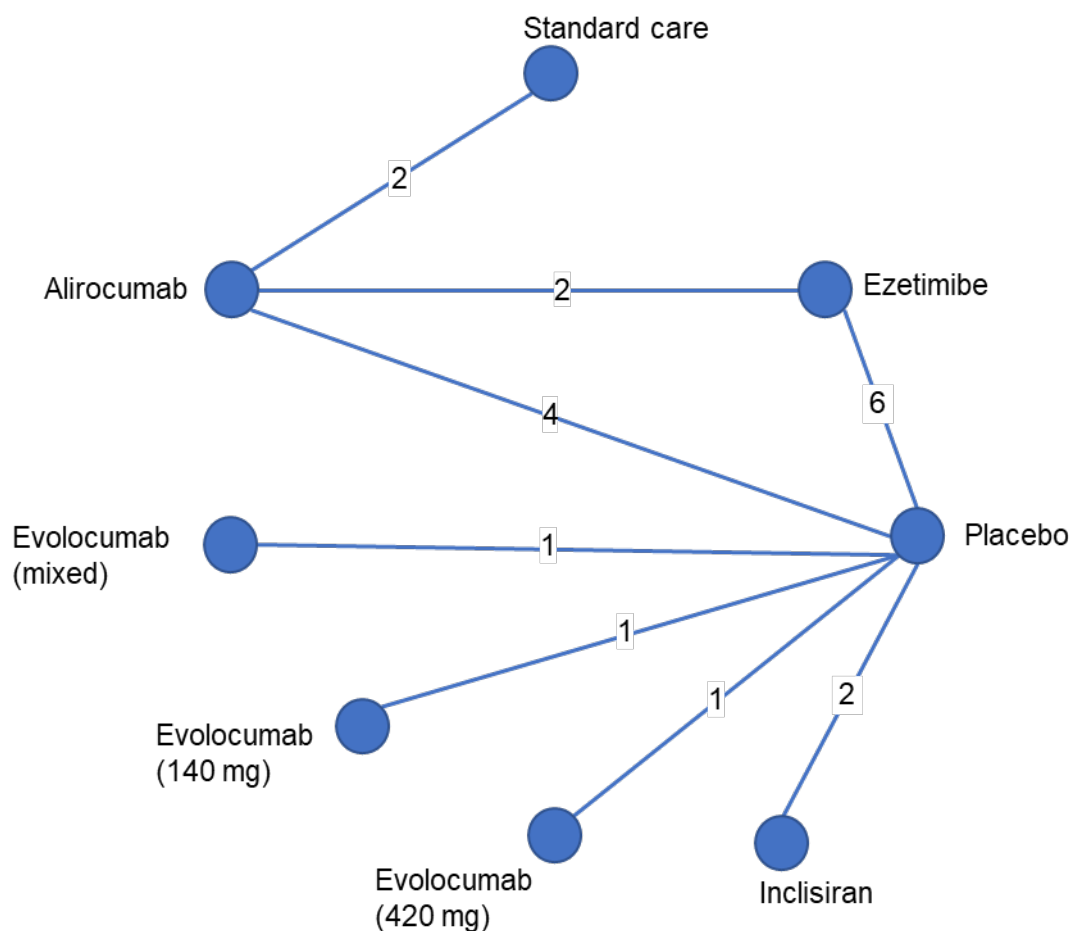 Standard care
2
Alirocumab
2
Ezetimibe
4
6
Evolocumab
(mixed)
1
Placebo
1
Evolocumab
(140 mg)
1
2
Evolocumab
(420 mg)
Inclisiran